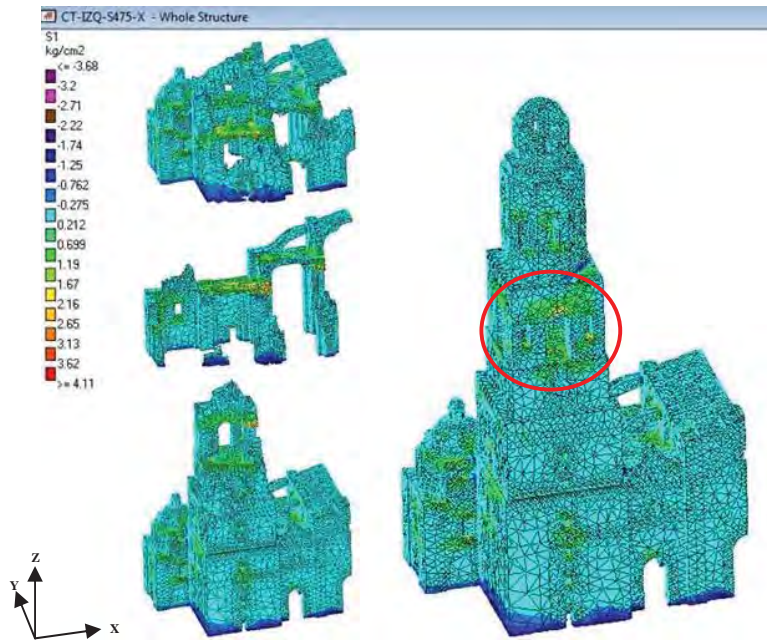 CT-IZQ-S475-X - Whole Structure
S1
kg/cm2
<= -3.68
-3.2
-2.71
-2.22
-1.74
-1.25
-0.762
-0.275
0.212
0.699
1.19
1.67
2.16
2.65
3.13
3.62
>= 4.11
Z
Y
X